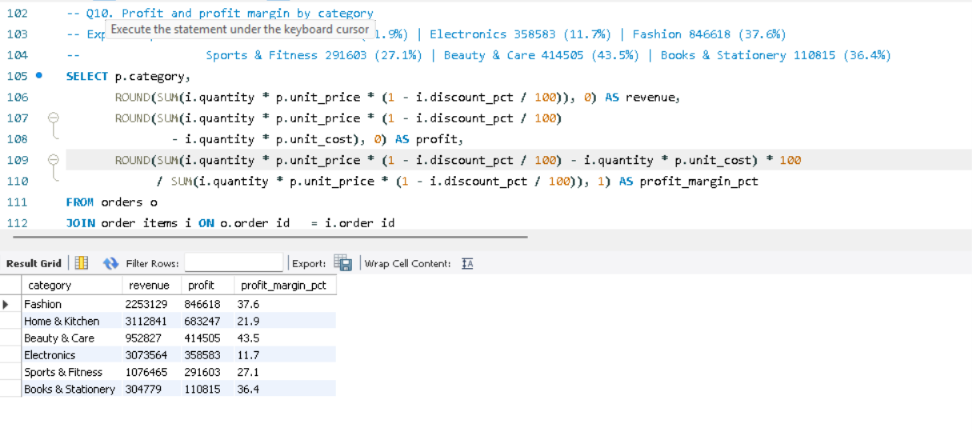 102 -- Q10. Profit and profit margin by category
Execute the statement under the keyboard cursor
103 -- Exp 1.9%) | Electronics 358583 (11.7%) | Fashion 846618 (37.6%)
104 -- Sports & Fitness 291603 (27.1%) | Beauty & Care 414505 (43.5%) | Books & Stationery 110815 (36.4%)
105 SELECT p.category,
106 ROUND(SUM(i.quantity * p.unit_price * (1 - i.discount_pct / 100)), 0) AS revenue,
107 ROUND(SUM(i.quantity * p.unit_price * (1 - i.discount_pct / 100)
108 - i.quantity * p.unit_cost), 0) AS profit,
109 ROUND(SUM(i.quantity * p.unit_price * (1 - i.discount_pct / 100) - i.quantity * p.unit_cost) * 100
110 / SUM(i.quantity * p.unit_price * (1 - i.discount_pct / 100)), 1) AS profit_margin_pct
111 FROM orders o
112 JOIN order_items i ON o.order_id = i.order_id
Result Grid Filter Rows: Export: Wrap Cell Content:
category revenue profit profit_margin_pct
Fashion 2253129 846618 37.6
Home & Kitchen 3112841 683247 21.9
Beauty & Care 952827 414505 43.5
Electronics 3073564 358583 11.7
Sports & Fitness 1076465 291603 27.1
Books & Stationery 304779 110815 36.4